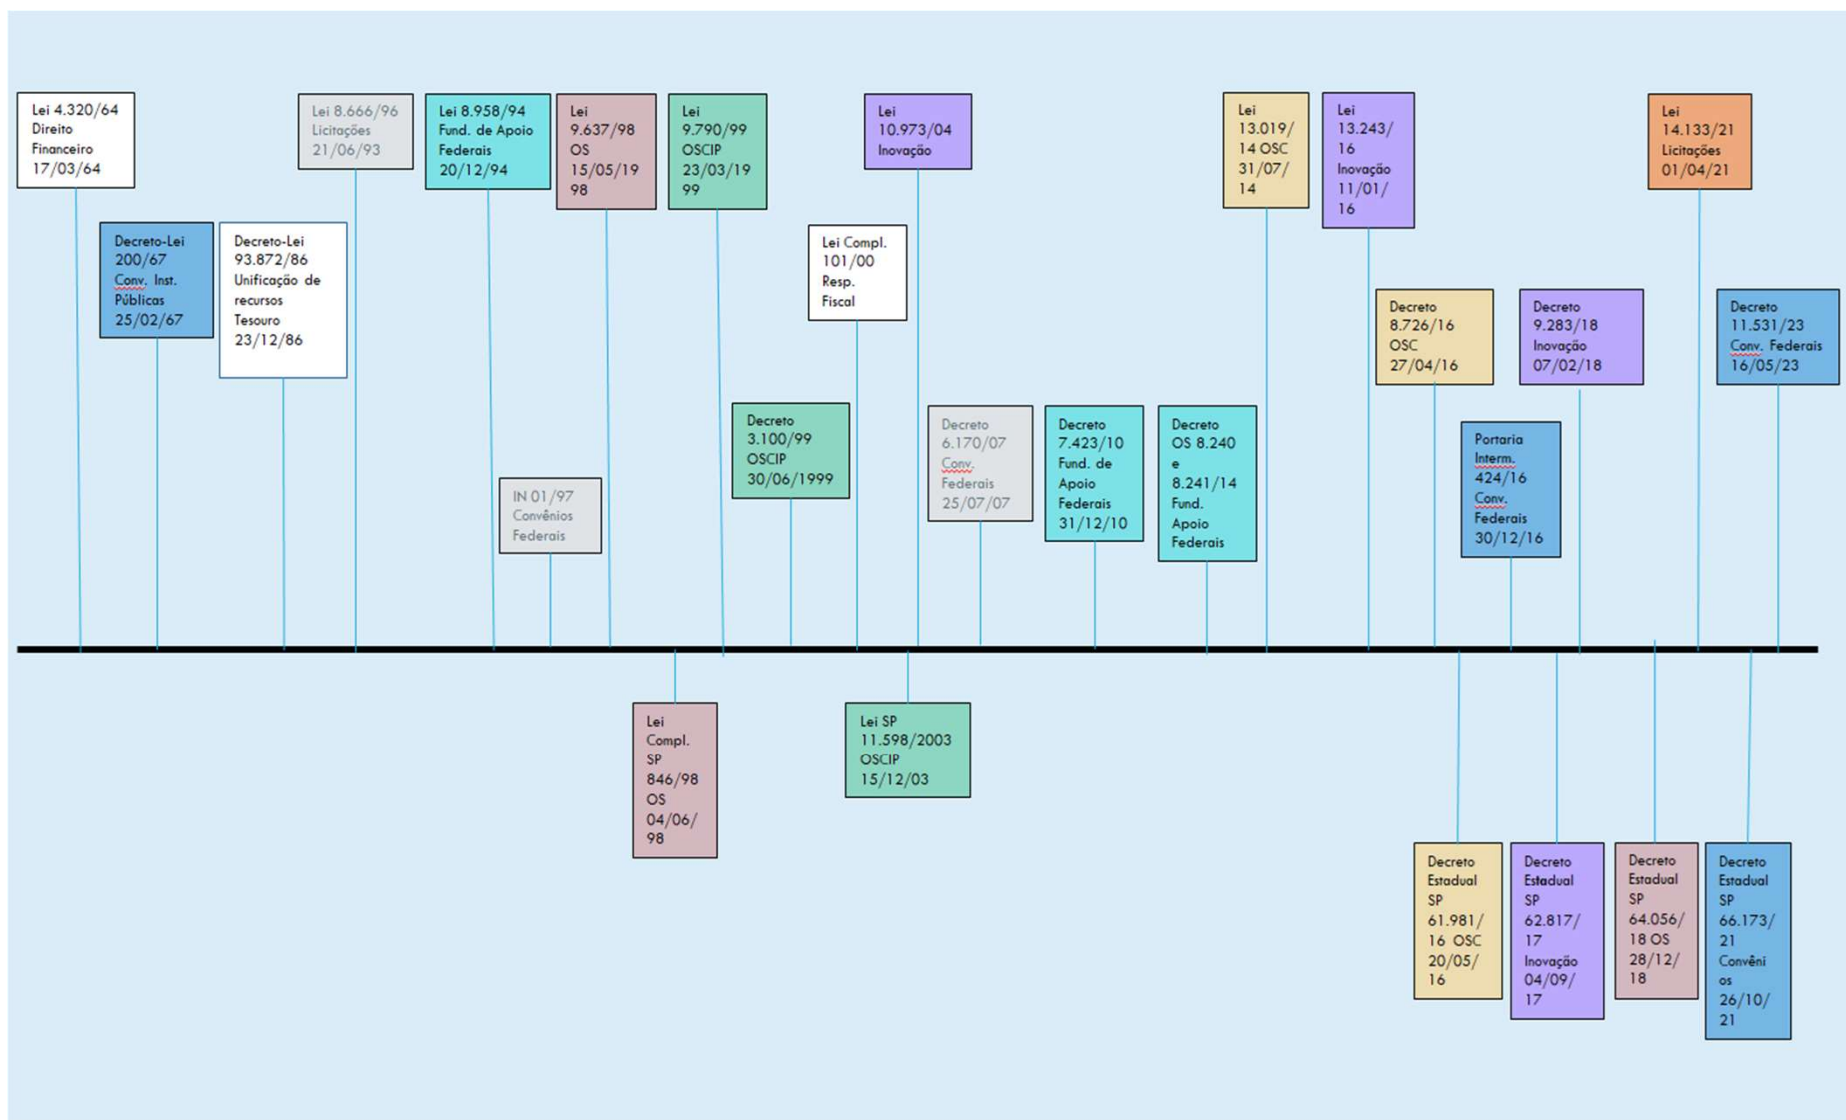 Lei 4.320/64
Direito
Financeiro
17/03/64
Lei 8.666/96
Licitações
21/06/93
Lei 8.958/94
Fund. de Apoio
Federais
20/12/94
Lei
9.637/98
OS
15/05/19
98
Lei
9.790/99
OSCIP
23/03/19
99
Lei
10.973/04
Inovação
Lei
13.019/
14 OSC
31/07/
14
Lei
13.243/
16
Inovação
11/01/
16
Lei
14.133/21
Licitações
01/04/21
Decreto-Lei
200/67
Conv. Inst.
Públicas
25/02/67
Decreto-Lei
93.872/86
Unificação de
recursos
Tesouro
23/12/86
Lei Compl.
101/00
Resp.
Fiscal
Decreto
8.726/16
OSC
27/04/16
Decreto
9.283/18
Inovação
07/02/18
Decreto
11.531/23
Conv. Federais
16/05/23
IN 01/97
Convênios
Federais
Decreto
3.100/99
OSCIP
30/06/1999
Decreto
6.170/07
Conv.
Federais
25/07/07
Decreto
7.423/10
Fund. de
Apoio
Federais
31/12/10
Decreto
OS 8.240
e
8.241/14
Fund.
Apoio
Federais
Portaria
Interm.
424/16
Conv.
Federais
30/12/16
Lei
Compl.
SP
846/98
OS
04/06/
98
Lei SP
11.598/2003
OSCIP
15/12/03
Decreto
Estadual
SP
61.981/
16 OSC
20/05/
16
Decreto
Estadual
SP
62.817/
17
Inovação
04/09/
17
Decreto
Estadual
SP
64.056/
18 OS
28/12/
18
Decreto
Estadual
SP
66.173/
21
Convêni
os
26/10/
21